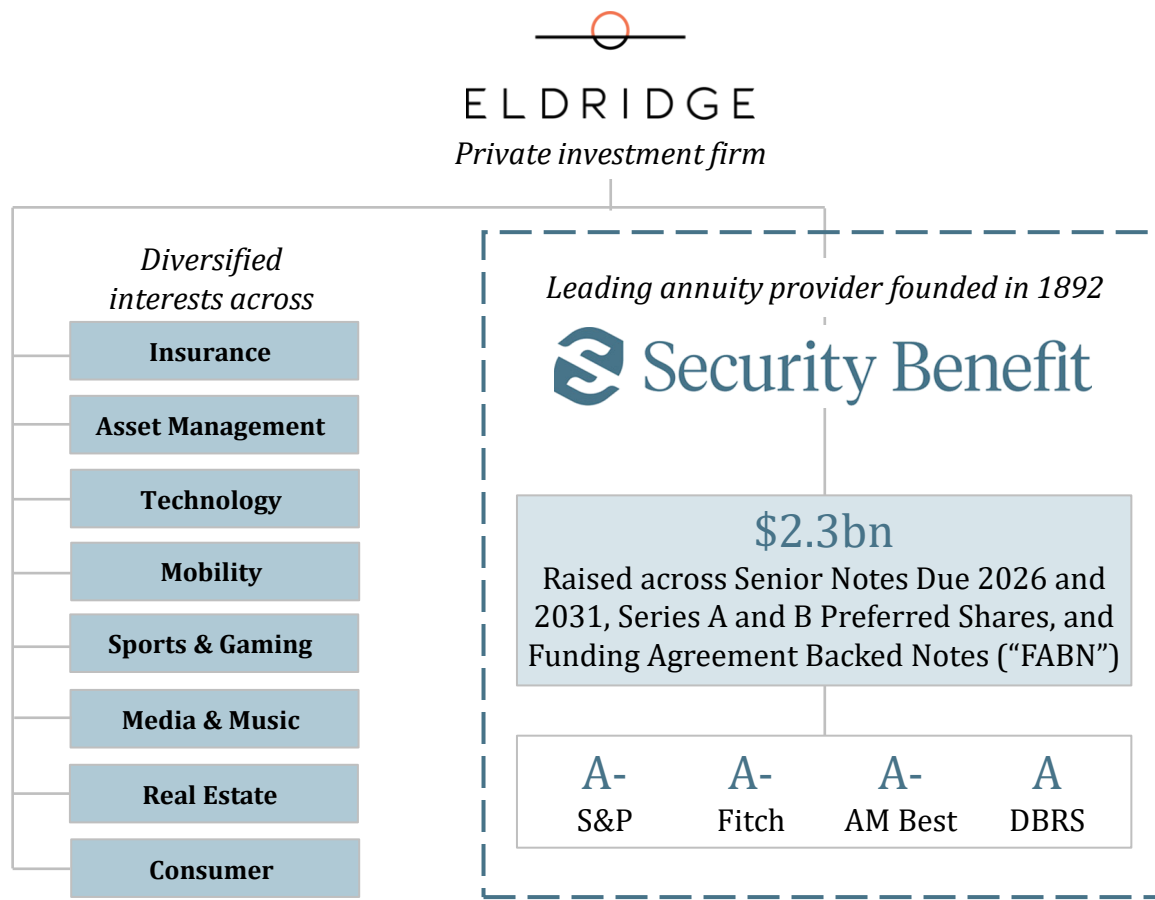 ELDRIDGE
Private investment firm
Diversified
interests across
Insurance
Asset Management
Technology
Mobility
Sports & Gaming
Media & Music
Real Estate
Consumer
Leading annuity provider founded in 1892
Security Benefit
$2.3bn
Raised across Senior Notes Due 2026 and
2031, Series A and B Preferred Shares, and
Funding Agreement Backed Notes (“FABN”)
A- A- A- A
S&P Fitch AM Best DBRS